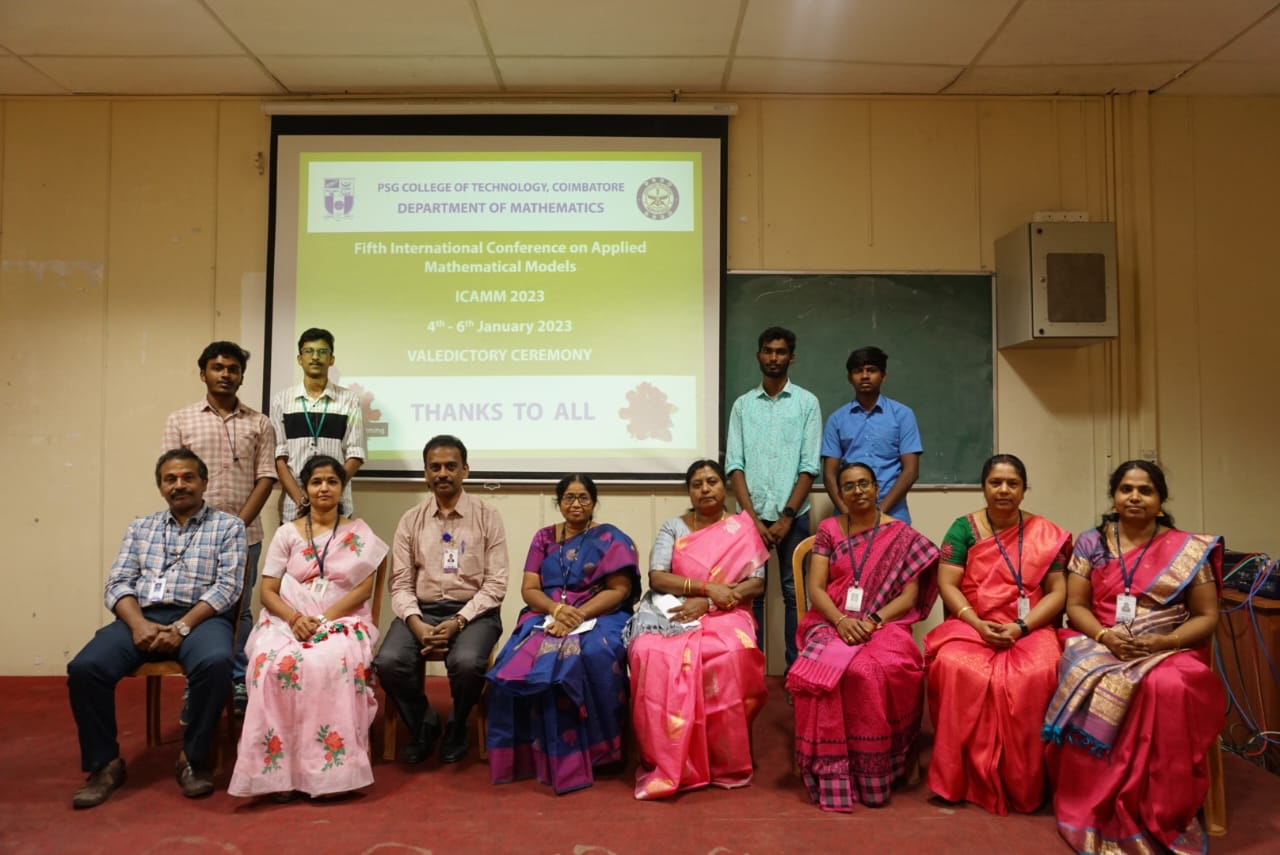 PSG COLLEGE OF TECHNOLOGY, COIMBATORE
DEPARTMENT OF MATHEMATICS
Fifth International Conference on Applied
Mathematical Models
ICAMM 2023
4th - 6th January 2023
VALEDICTORY CEREMONY
THANKS TO ALL